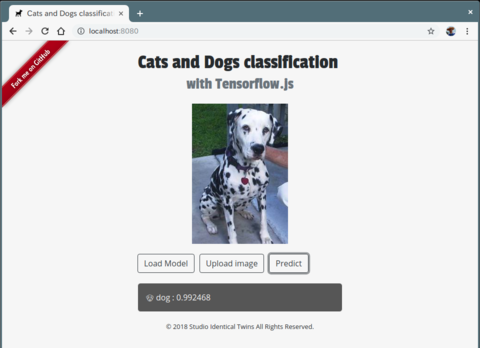 Cats and Dogs classificat
localhost:8080
Fork me on GitHub
Cats and Dogs classification
with Tensorflow.js
Load Model
Upload image
Predict
dog : 0.992468
© 2018 Studio Identical Twins All Rights Reserved.